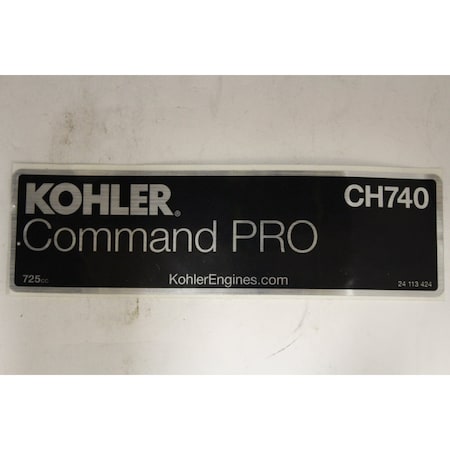 KOHLER®
CH740
Command PRO
725cc
KohlerEngines.com
24 113 424